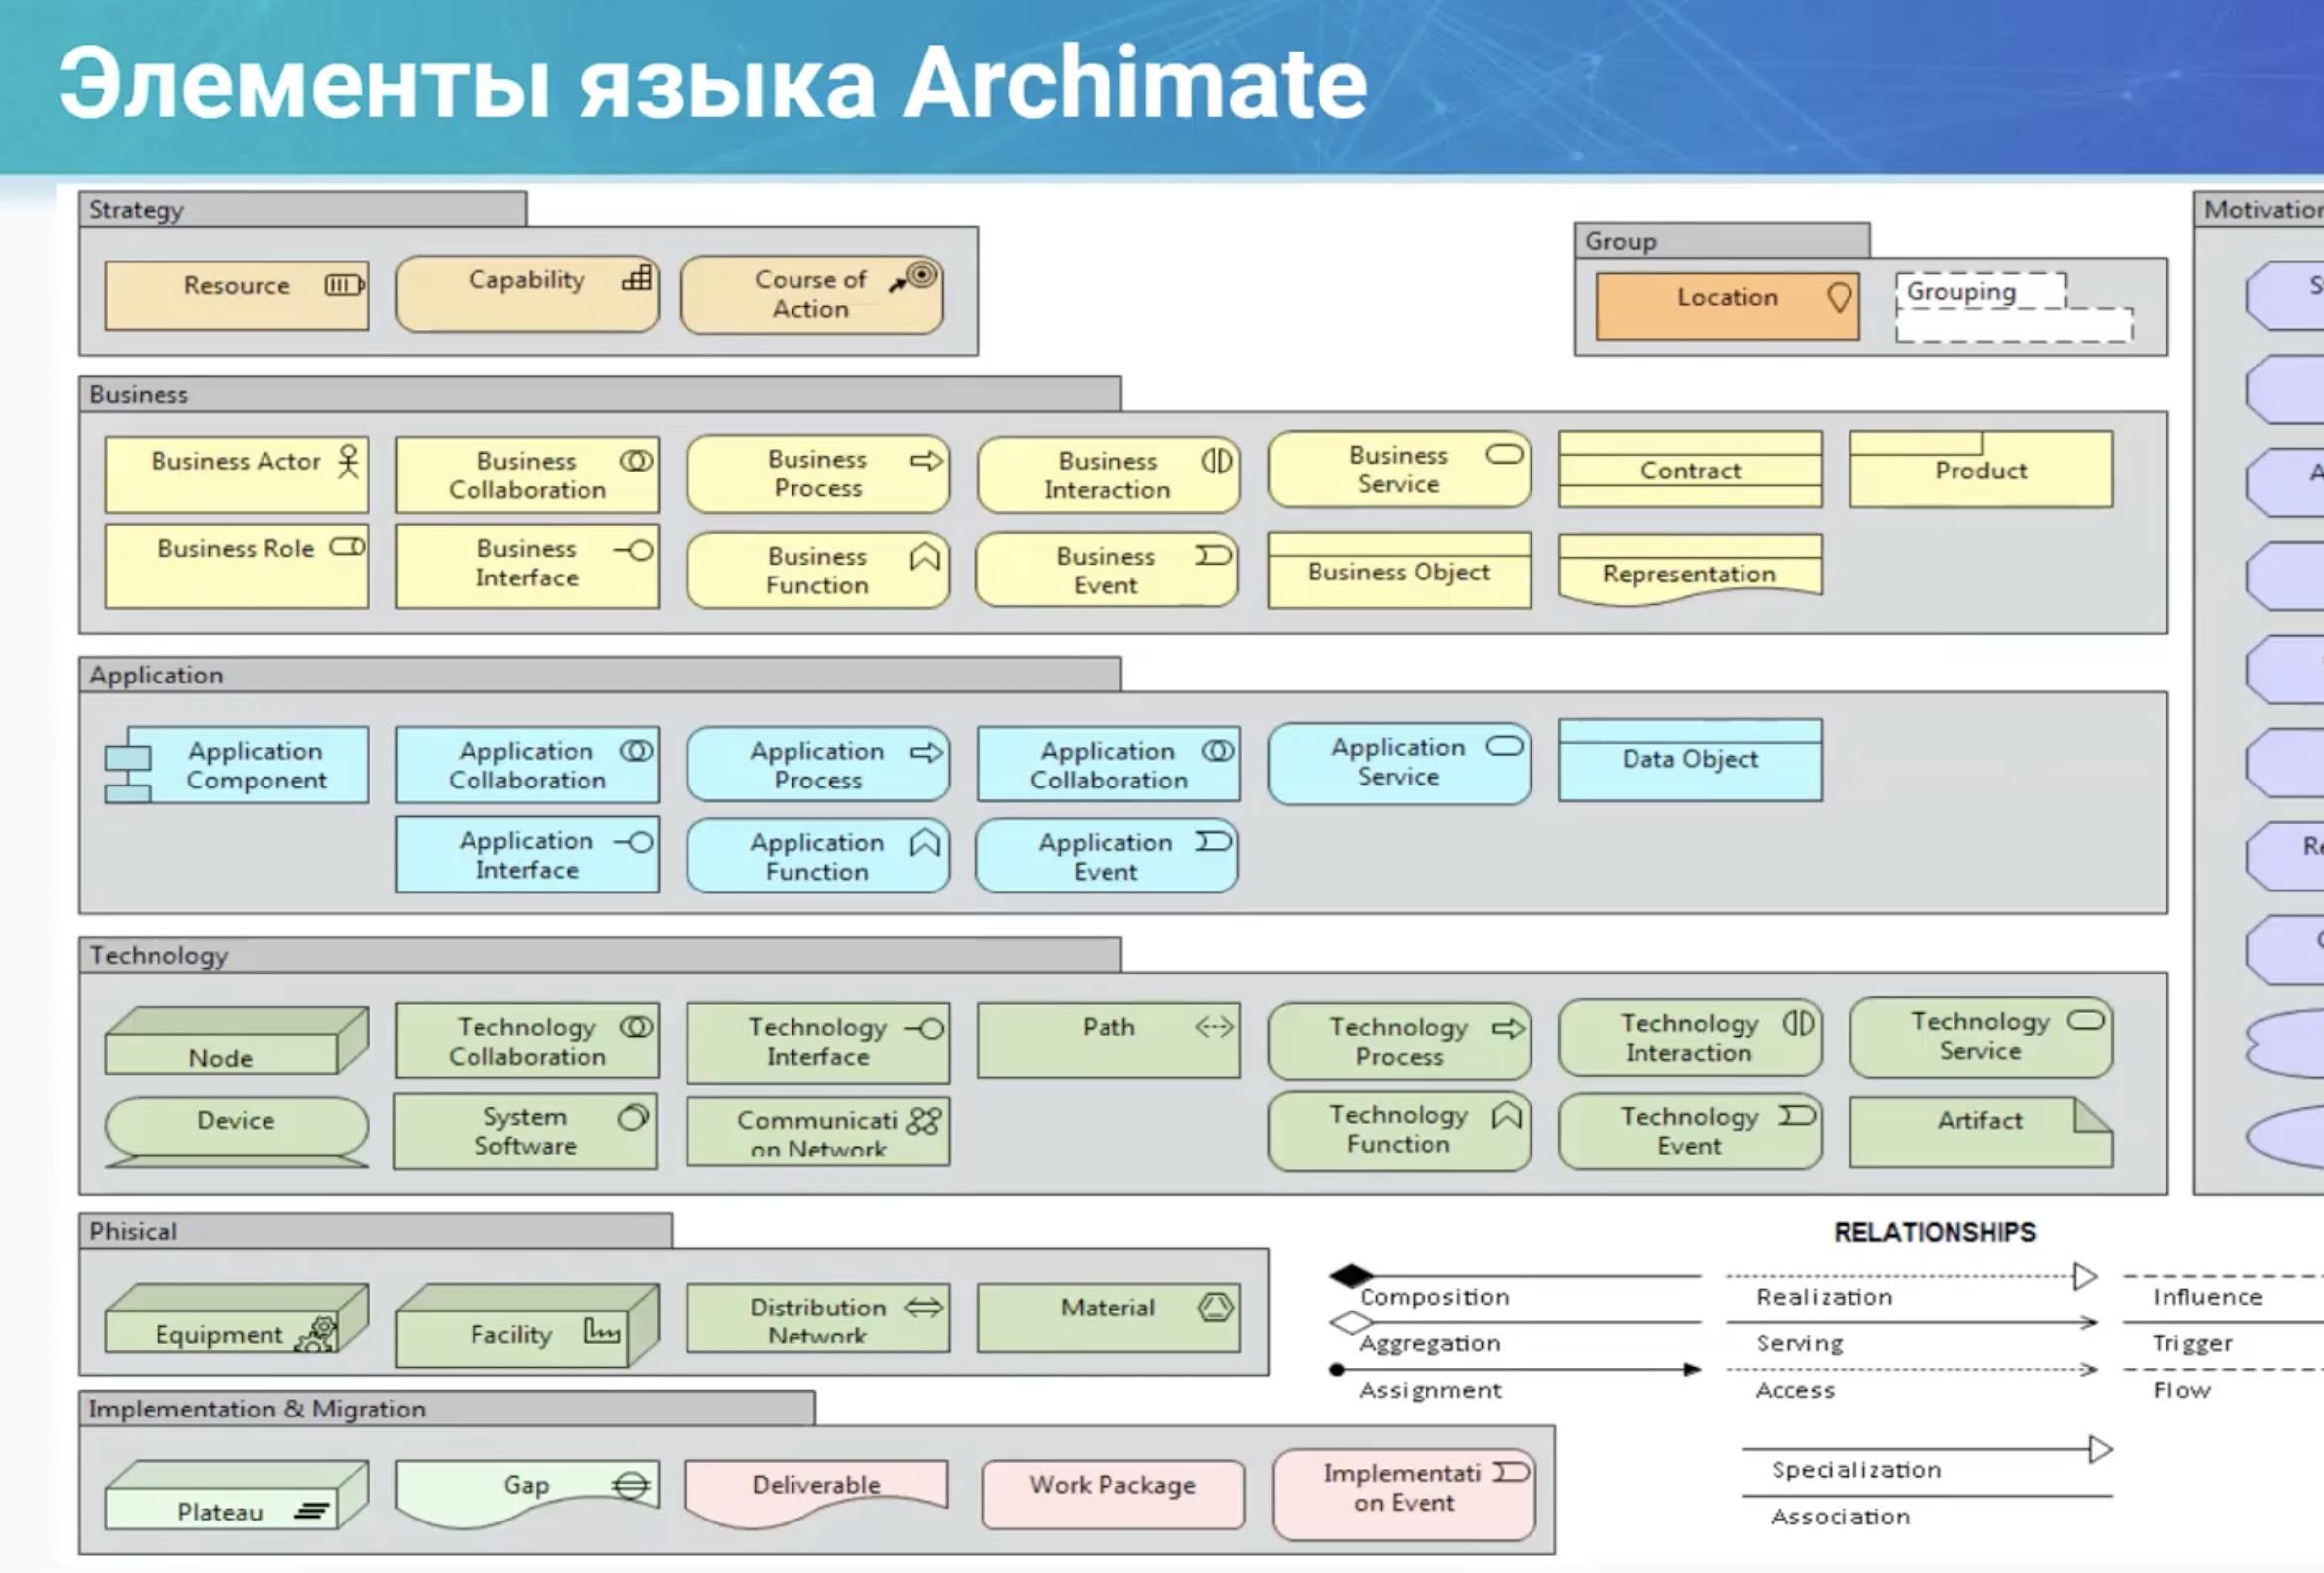 Элементы языка Archimate
Strategy
Resource
Capability
Course of
Action
Group
Location
Grouping
Business
Business Actor
Business
Collaboration
Business
Process
Business
Interaction
Business
Service
Contract
Product
Business Role
Business
Interface
Business
Function
Business
Event
Business Object
Representation
Application
Application
Component
Application
Collaboration
Application
Process
Application
Collaboration
Application
Service
Data Object
Application
Interface
Application
Function
Application
Event
Technology
Node
Technology
Collaboration
Technology
Interface
Path
Technology
Process
Technology
Interaction
Technology
Service
Device
System
Software
Communicati
on Network
Technology
Function
Technology
Event
Artifact
Phisical
Equipment
Facility
Distribution
Network
Material
Implementation & Migration
Plateau
Gap
Deliverable
Work Package
Implementati
on Event
RELATIONSHIPS
Composition
Realization
Influence
Aggregation
Serving
Trigger
Assignment
Access
Flow
Specialization
Association